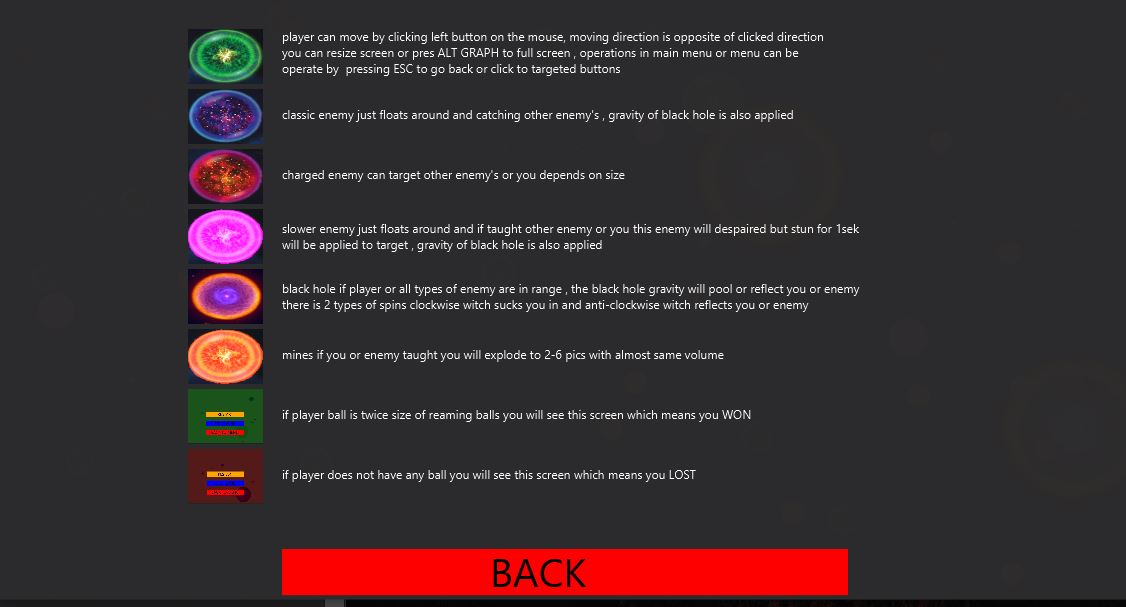 player can move by clicking left button on the mouse, moving direction is opposite of clicked direction
you can resize screen or pres ALT GRAPH to full screen , operations in main menu or menu can be
operate by  pressing ESC to go back or click to targeted buttons
classic enemy just floats around and catching other enemy's , gravity of black hole is also applied
charged enemy can target other enemy's or you depends on size
slower enemy just floats around and if taught other enemy or you this enemy will despaired but stun for 1sek
will be applied to target , gravity of black hole is also applied
black hole if player or all types of enemy are in range , the black hole gravity will pool or reflect you or enemy
there is 2 types of spins clockwise witch sucks you in and anti-clockwise witch reflects you or enemy
mines if you or enemy taught you will explode to 2-6 pics with almost same volume
if player ball is twice size of reaming balls you will see this screen which means you WON
if player does not have any ball you will see this screen which means you LOST
BACK